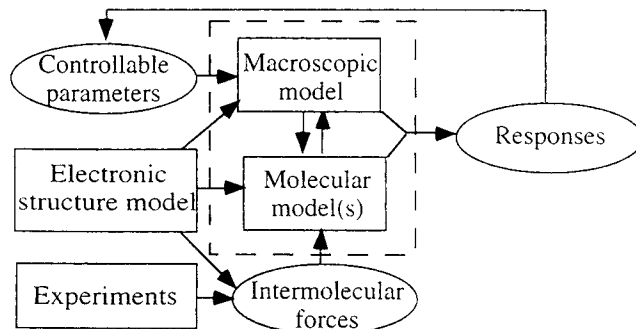 Controllable
parameters
Macroscopic
model
Responses
Electronic
structure model
Molecular
model(s)
Experiments
Intermolecular
forces